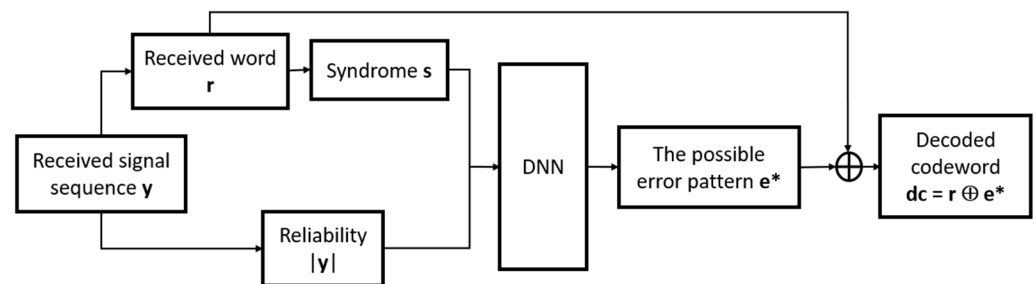 Received word
r
Syndrome s
Received signal
sequence y
Reliability
|y|
DNN
The possible
error pattern e*
⊕
Decoded
codeword
dc = r ⊕ e*